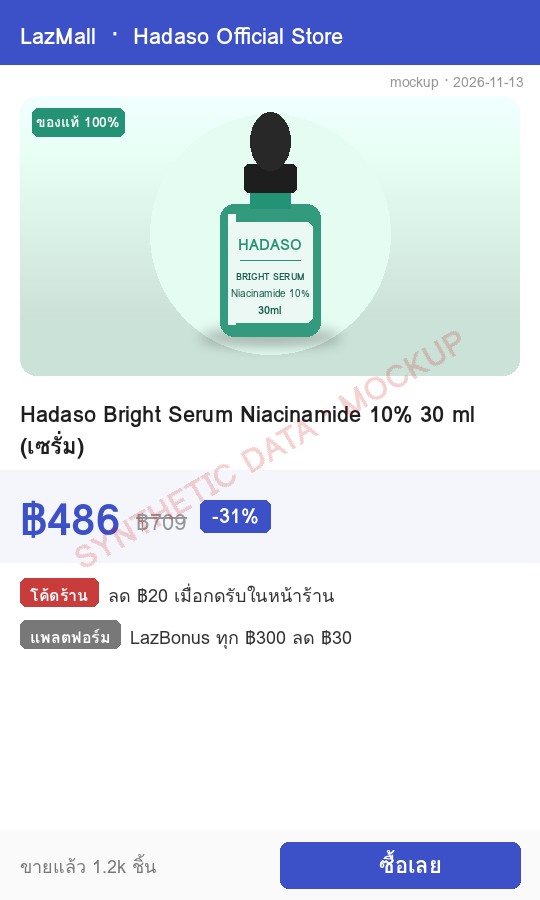 LazMall · Hadaso Official Store
mockup · 2026-11-13
ของแท้ 100%
HADASO
BRIGHT SERUM
Niacinamide 10%
30ml
Hadaso Bright Serum Niacinamide 10% 30 ml
(เซรั่ม)
฿486 ฿709 -31%
โค้ดร้าน ลด ฿20 เมื่อกดรับในหน้าร้าน
แพลตฟอร์ม LazBonus ทุก ฿300 ลด ฿30
SYNTHETIC DATA · MOCKUP
ขายแล้ว 1.2k ชิ้น
ซื้อเลย